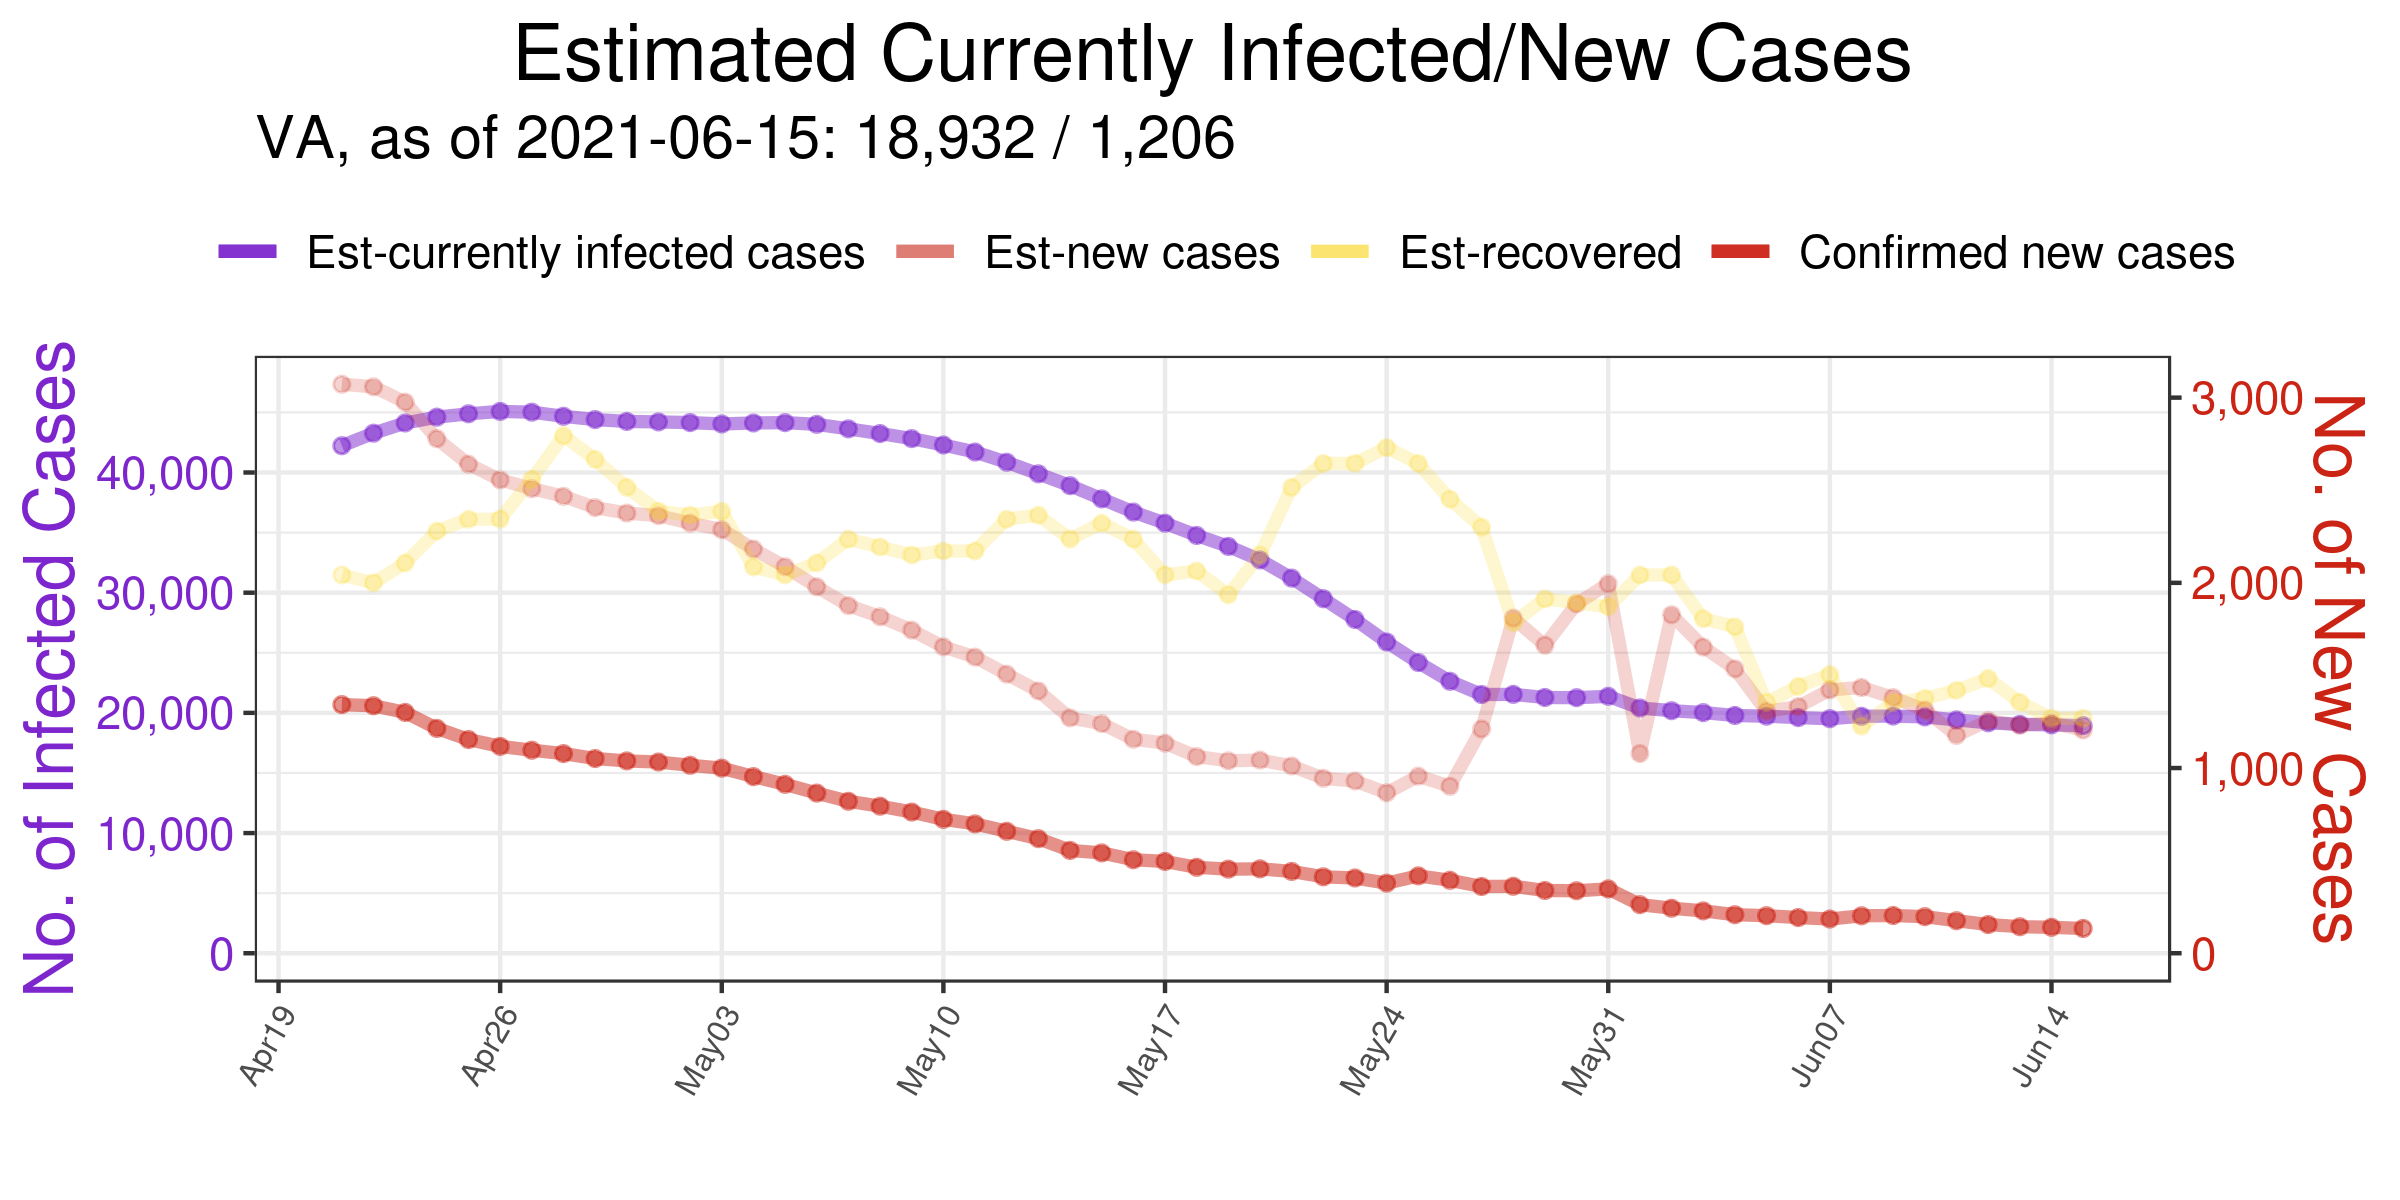 Estimated Currently Infected/New Cases
VA, as of 2021-06-15: 18,932 / 1,206
Est-currently infected cases Est-new cases Est-recovered Confirmed new cases
No. of Infected Cases
40,000
30,000
20,000
10,000
0
3,000
2,000
1,000
0
No. of New Cases
Apr19 Apr26 May03 May10 May17 May24 May31 Jun07 Jun14